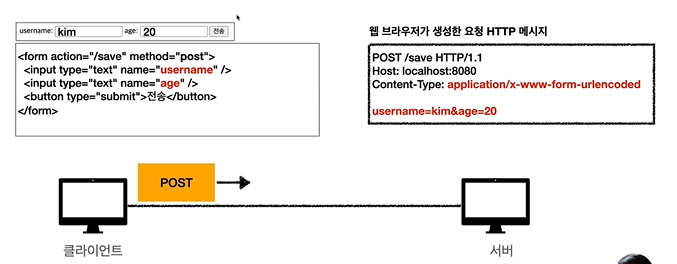 username: kim age: 20 전송
<form action="/save" method="post">
<input type="text" name="username" />
<input type="text" name="age" />
<button type="submit">전송</button>
</form>
웹 브라우저가 생성한 요청 HTTP 메시지
POST /save HTTP/1.1
Host: localhost:8080
Content-Type: application/x-www-form-urlencoded
username=kim&age=20
POST
클라이언트
서버